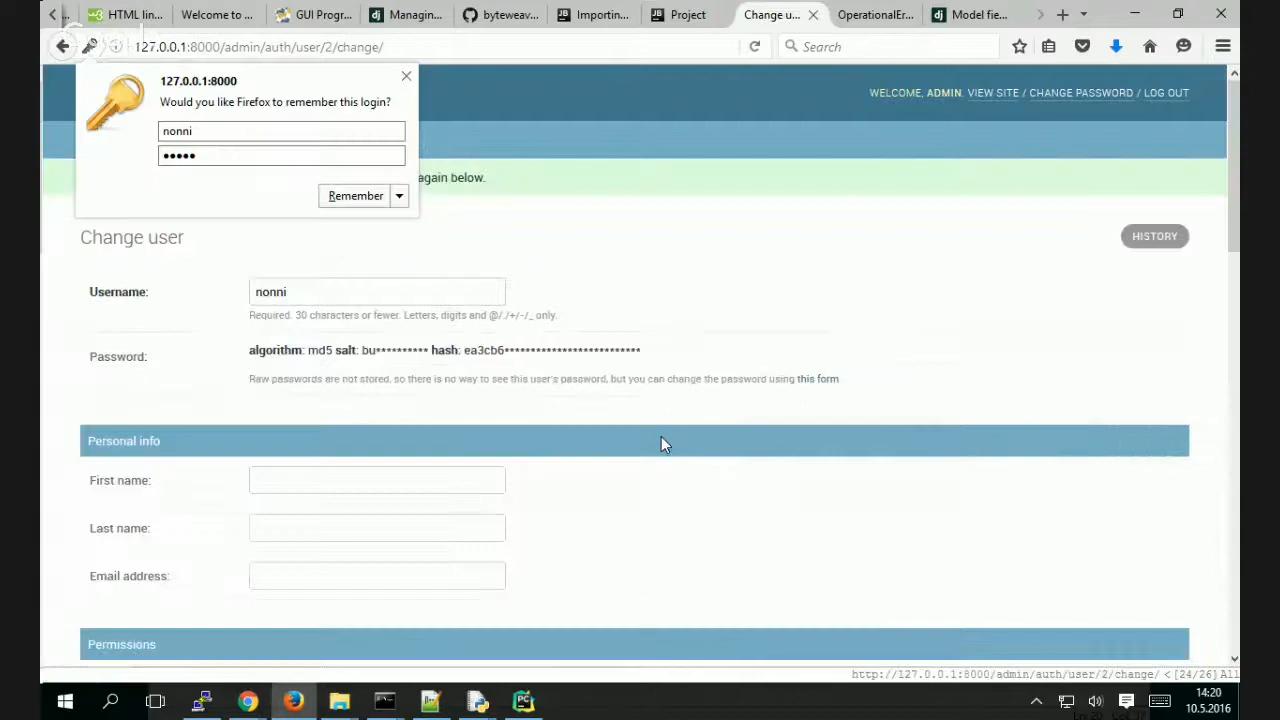 HTML lin...
Welcome to ...
GUI Progr...
Managin...
byteweav...
Importin...
Project
Change u...
OperationalEr...
Model fie...
127.0.0.1:8000/admin/auth/user/2/change/
Search
127.0.0.1:8000
Would you like Firefox to remember this login?
nonni
•••••
Remember
WELCOME, ADMIN. VIEW SITE / CHANGE PASSWORD / LOG OUT
again below.
Change user
HISTORY
Username:
nonni
Required. 30 characters or fewer. Letters, digits and @/./+/-/_ only.
Password:
algorithm: md5 salt: bu********** hash: ea3cb6**************************
Raw passwords are not stored, so there is no way to see this user's password, but you can change the password using this form
Personal info
First name:
Last name:
Email address:
Permissions
http://127.0.0.1:8000/admin/auth/user/2/change/ < [24/26] All
14:20
10.5.2016